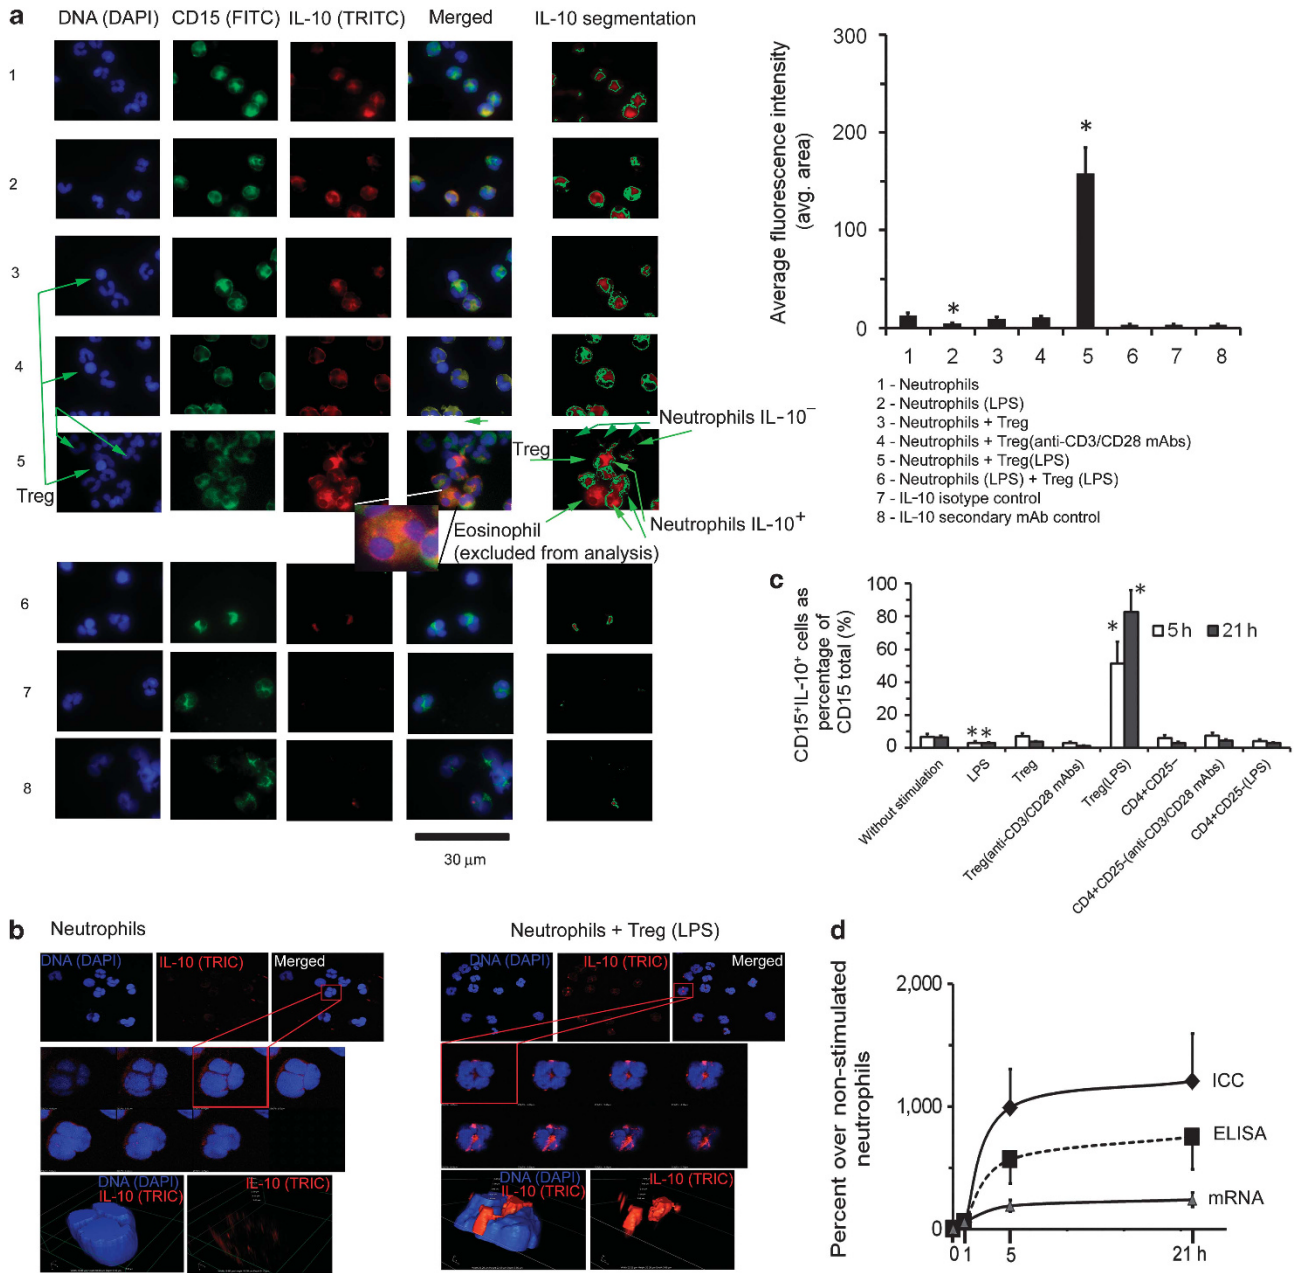 a
DNA (DAPI) CD15 (FITC) IL-10 (TRITC) Merged IL-10 segmentation
1
2
3
4
5
Treg
Treg
Neutrophils IL-10⁻
Neutrophils IL-10⁺
Eosinophil
(excluded from analysis)
6
7
8
30 μm
Average fluorescence intensity
(avg. area)
300
200
100
0
1 2 3 4 5 6 7 8
*
*
1 - Neutrophils
2 - Neutrophils (LPS)
3 - Neutrophils + Treg
4 - Neutrophils + Treg(anti-CD3/CD28 mAbs)
5 - Neutrophils + Treg(LPS)
6 - Neutrophils (LPS) + Treg (LPS)
7 - IL-10 isotype control
8 - IL-10 secondary mAb control
c
CD15⁺IL-10⁺ cells as
percentage of
CD15 total (%)
100
80
60
40
20
0
* *
*
*
5 h 21 h
Without stimulation
LPS
Treg
Treg(anti-CD3/CD28 mAbs)
Treg(LPS)
CD4+CD25–
CD4+CD25-(anti-CD3/CD28 mAbs)
CD4+CD25-(LPS)
b
Neutrophils
DNA (DAPI) IL-10 (TRIC) Merged
DNA (DAPI)
IL-10 (TRIC)
IL-10 (TRIC)
Neutrophils + Treg (LPS)
DNA (DAPI) IL-10 (TRIC) Merged
DNA (DAPI)
IL-10 (TRIC)
IL-10 (TRIC)
d
Percent over non-stimulated
neutrophils
2,000
1,000
0
0 1 5 21 h
ICC
ELISA
mRNA